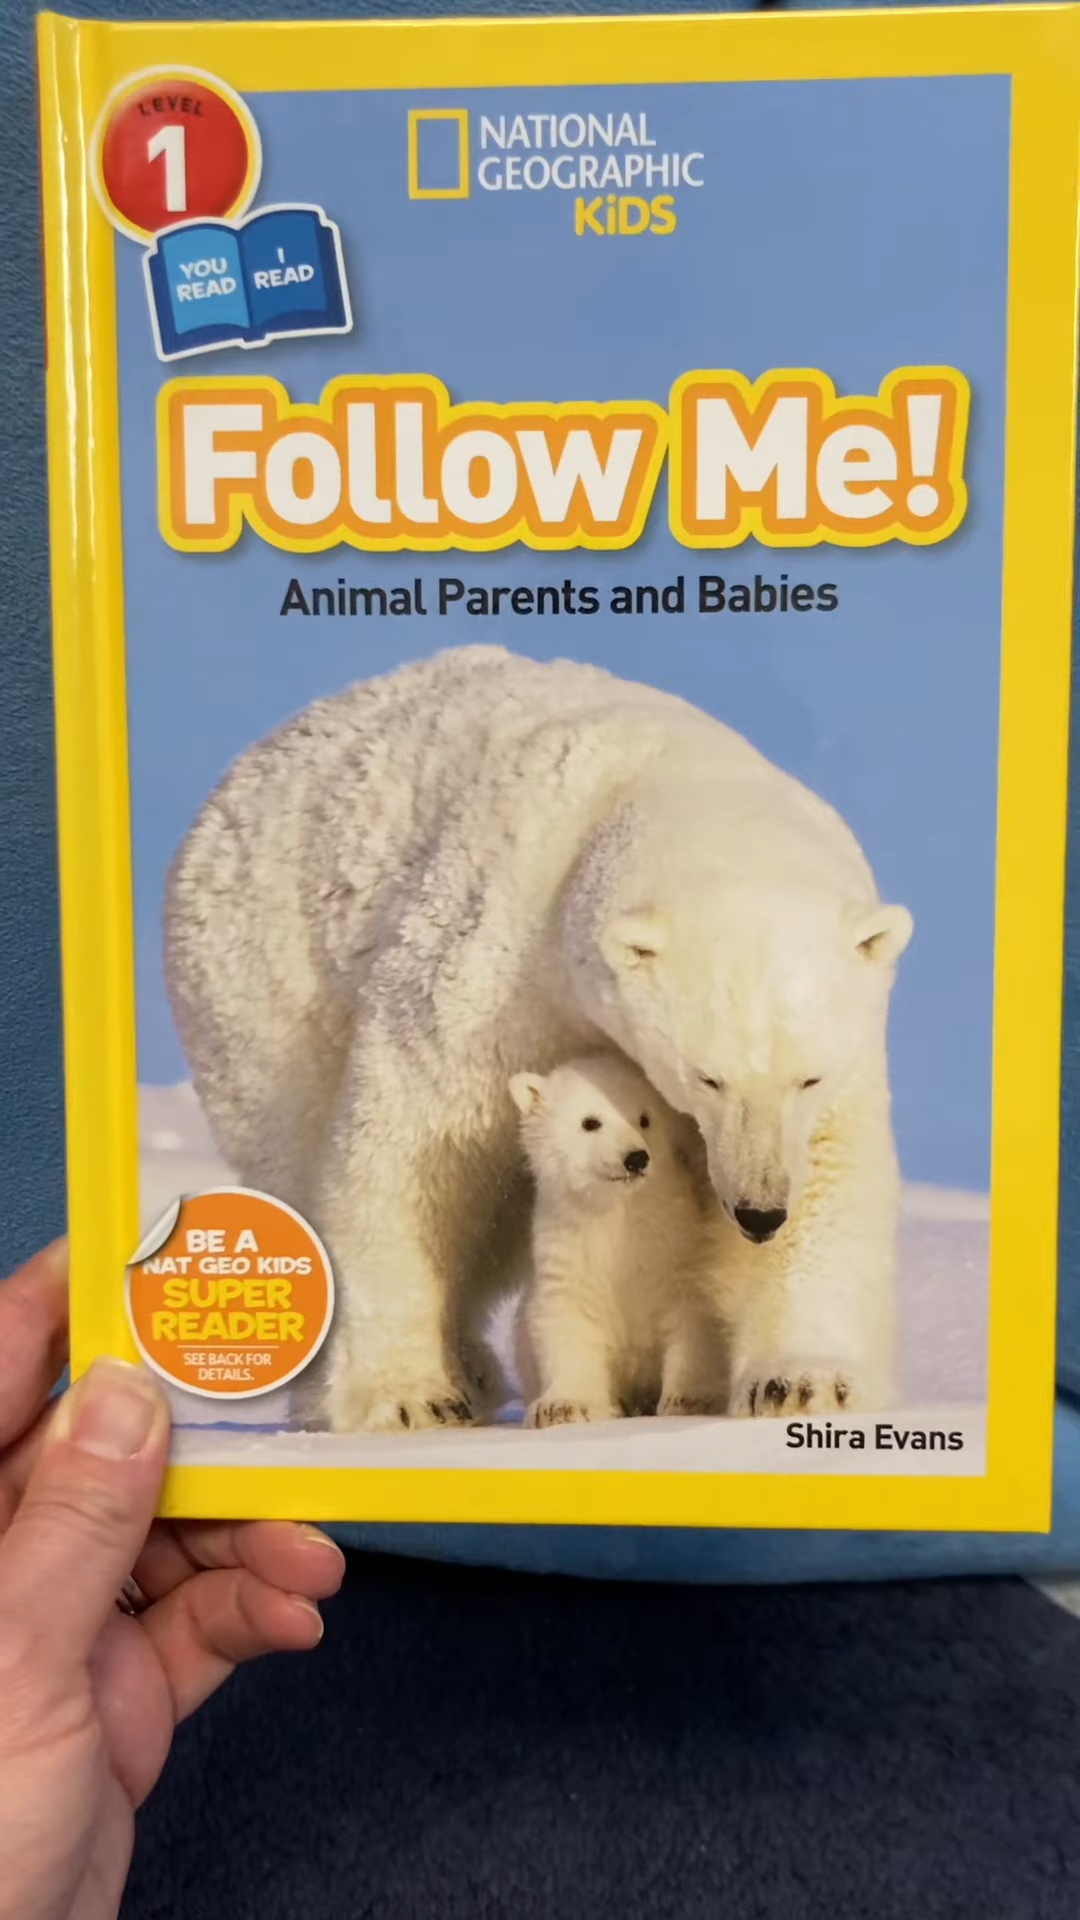 LEVEL
1
YOU
READ
I
READ
NATIONAL
GEOGRAPHIC
KiDS
Follow Me!
Animal Parents and Babies
BE A
NAT GEO KIDS
SUPER
READER
SEE BACK FOR
DETAILS.
Shira Evans